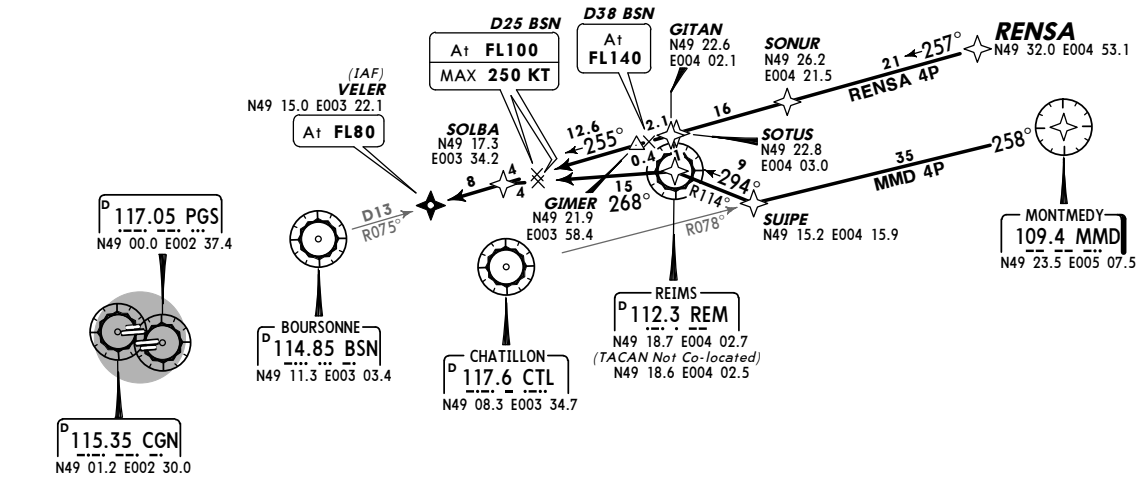 D25 BSN
At FL100
MAX 250 KT
D38 BSN
At
FL140
GITAN
N49 22.6
E004 02.1
SONUR
N49 26.2
E004 21.5
RENSA
N49 32.0 E004 53.1
21 257°
RENSA 4P
16
2.1
(IAF)
VELER
N49 15.0 E003 22.1
At FL80
SOLBA
N49 17.3
E003 34.2
12.6
255°
0.4
1
SOTUS
N49 22.8
E004 03.0
4
4
8
15
268°
GIMER
N49 21.9
E003 58.4
9
294°
R114°
35
258°
MMD 4P
SUIPE
N49 15.2 E004 15.9
D13
R075°
R078°
MONTMEDY
109.4 MMD
N49 23.5 E005 07.5
D
117.05 PGS
N49 00.0 E002 37.4
BOURSONNE
D
114.85 BSN
N49 11.3 E003 03.4
CHATILLON
D
117.6 CTL
N49 08.3 E003 34.7
REIMS
D
112.3 REM
N49 18.7 E004 02.7
(TACAN Not Co-located)
N49 18.6 E004 02.5
D
115.35 CGN
N49 01.2 E002 30.0